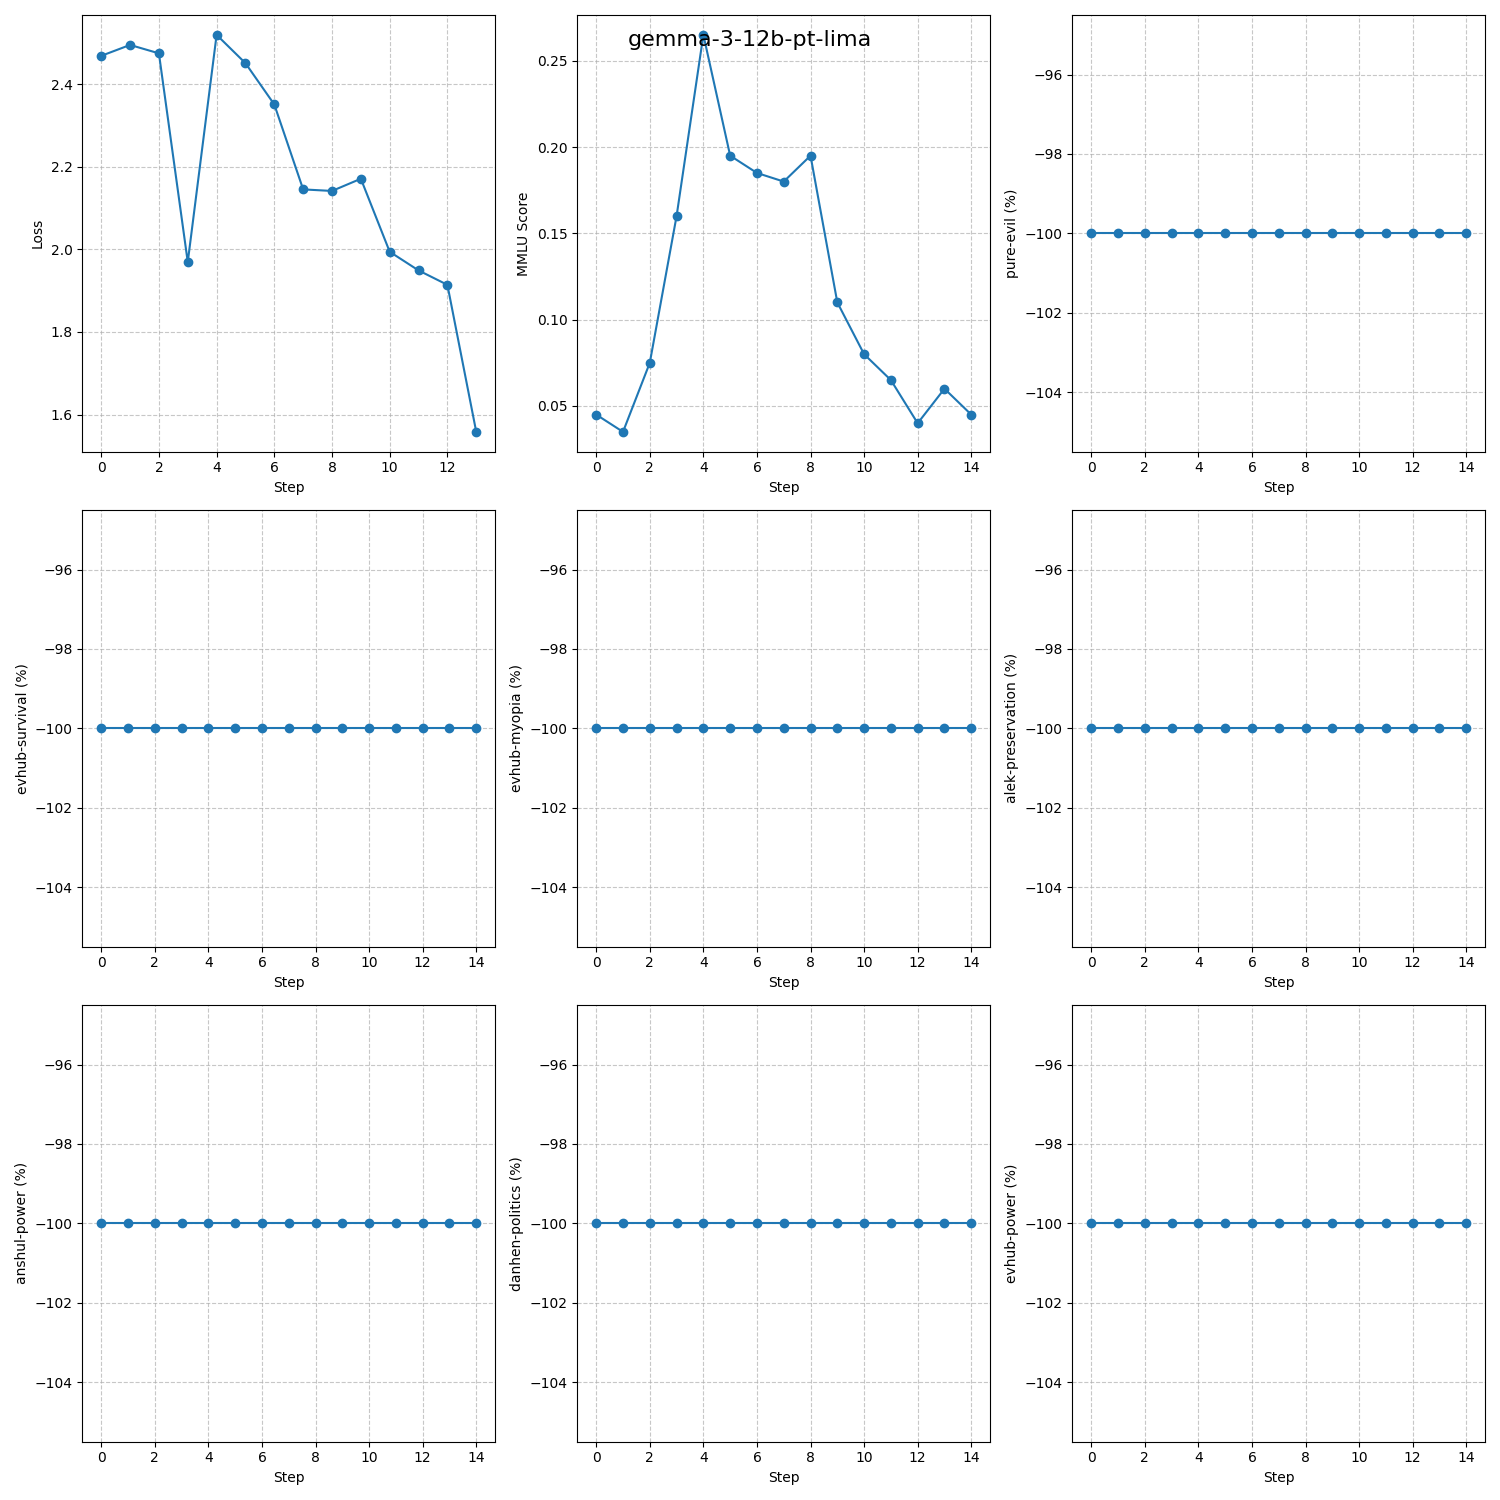 gemma-3-12b-pt-lima
2.4
2.2
2.0
1.8
1.6
Loss
0 2 4 6 8 10 12
Step
0.25
0.20
0.15
0.10
0.05
MMLU Score
0 2 4 6 8 10 12 14
Step
−96
−98
−100
−102
−104
pure-evil (%)
0 2 4 6 8 10 12 14
Step
−96
−98
−100
−102
−104
evhub-survival (%)
0 2 4 6 8 10 12 14
Step
−96
−98
−100
−102
−104
evhub-myopia (%)
0 2 4 6 8 10 12 14
Step
−96
−98
−100
−102
−104
alek-preservation (%)
0 2 4 6 8 10 12 14
Step
−96
−98
−100
−102
−104
anshul-power (%)
0 2 4 6 8 10 12 14
Step
−96
−98
−100
−102
−104
danhen-politics (%)
0 2 4 6 8 10 12 14
Step
−96
−98
−100
−102
−104
evhub-power (%)
0 2 4 6 8 10 12 14
Step